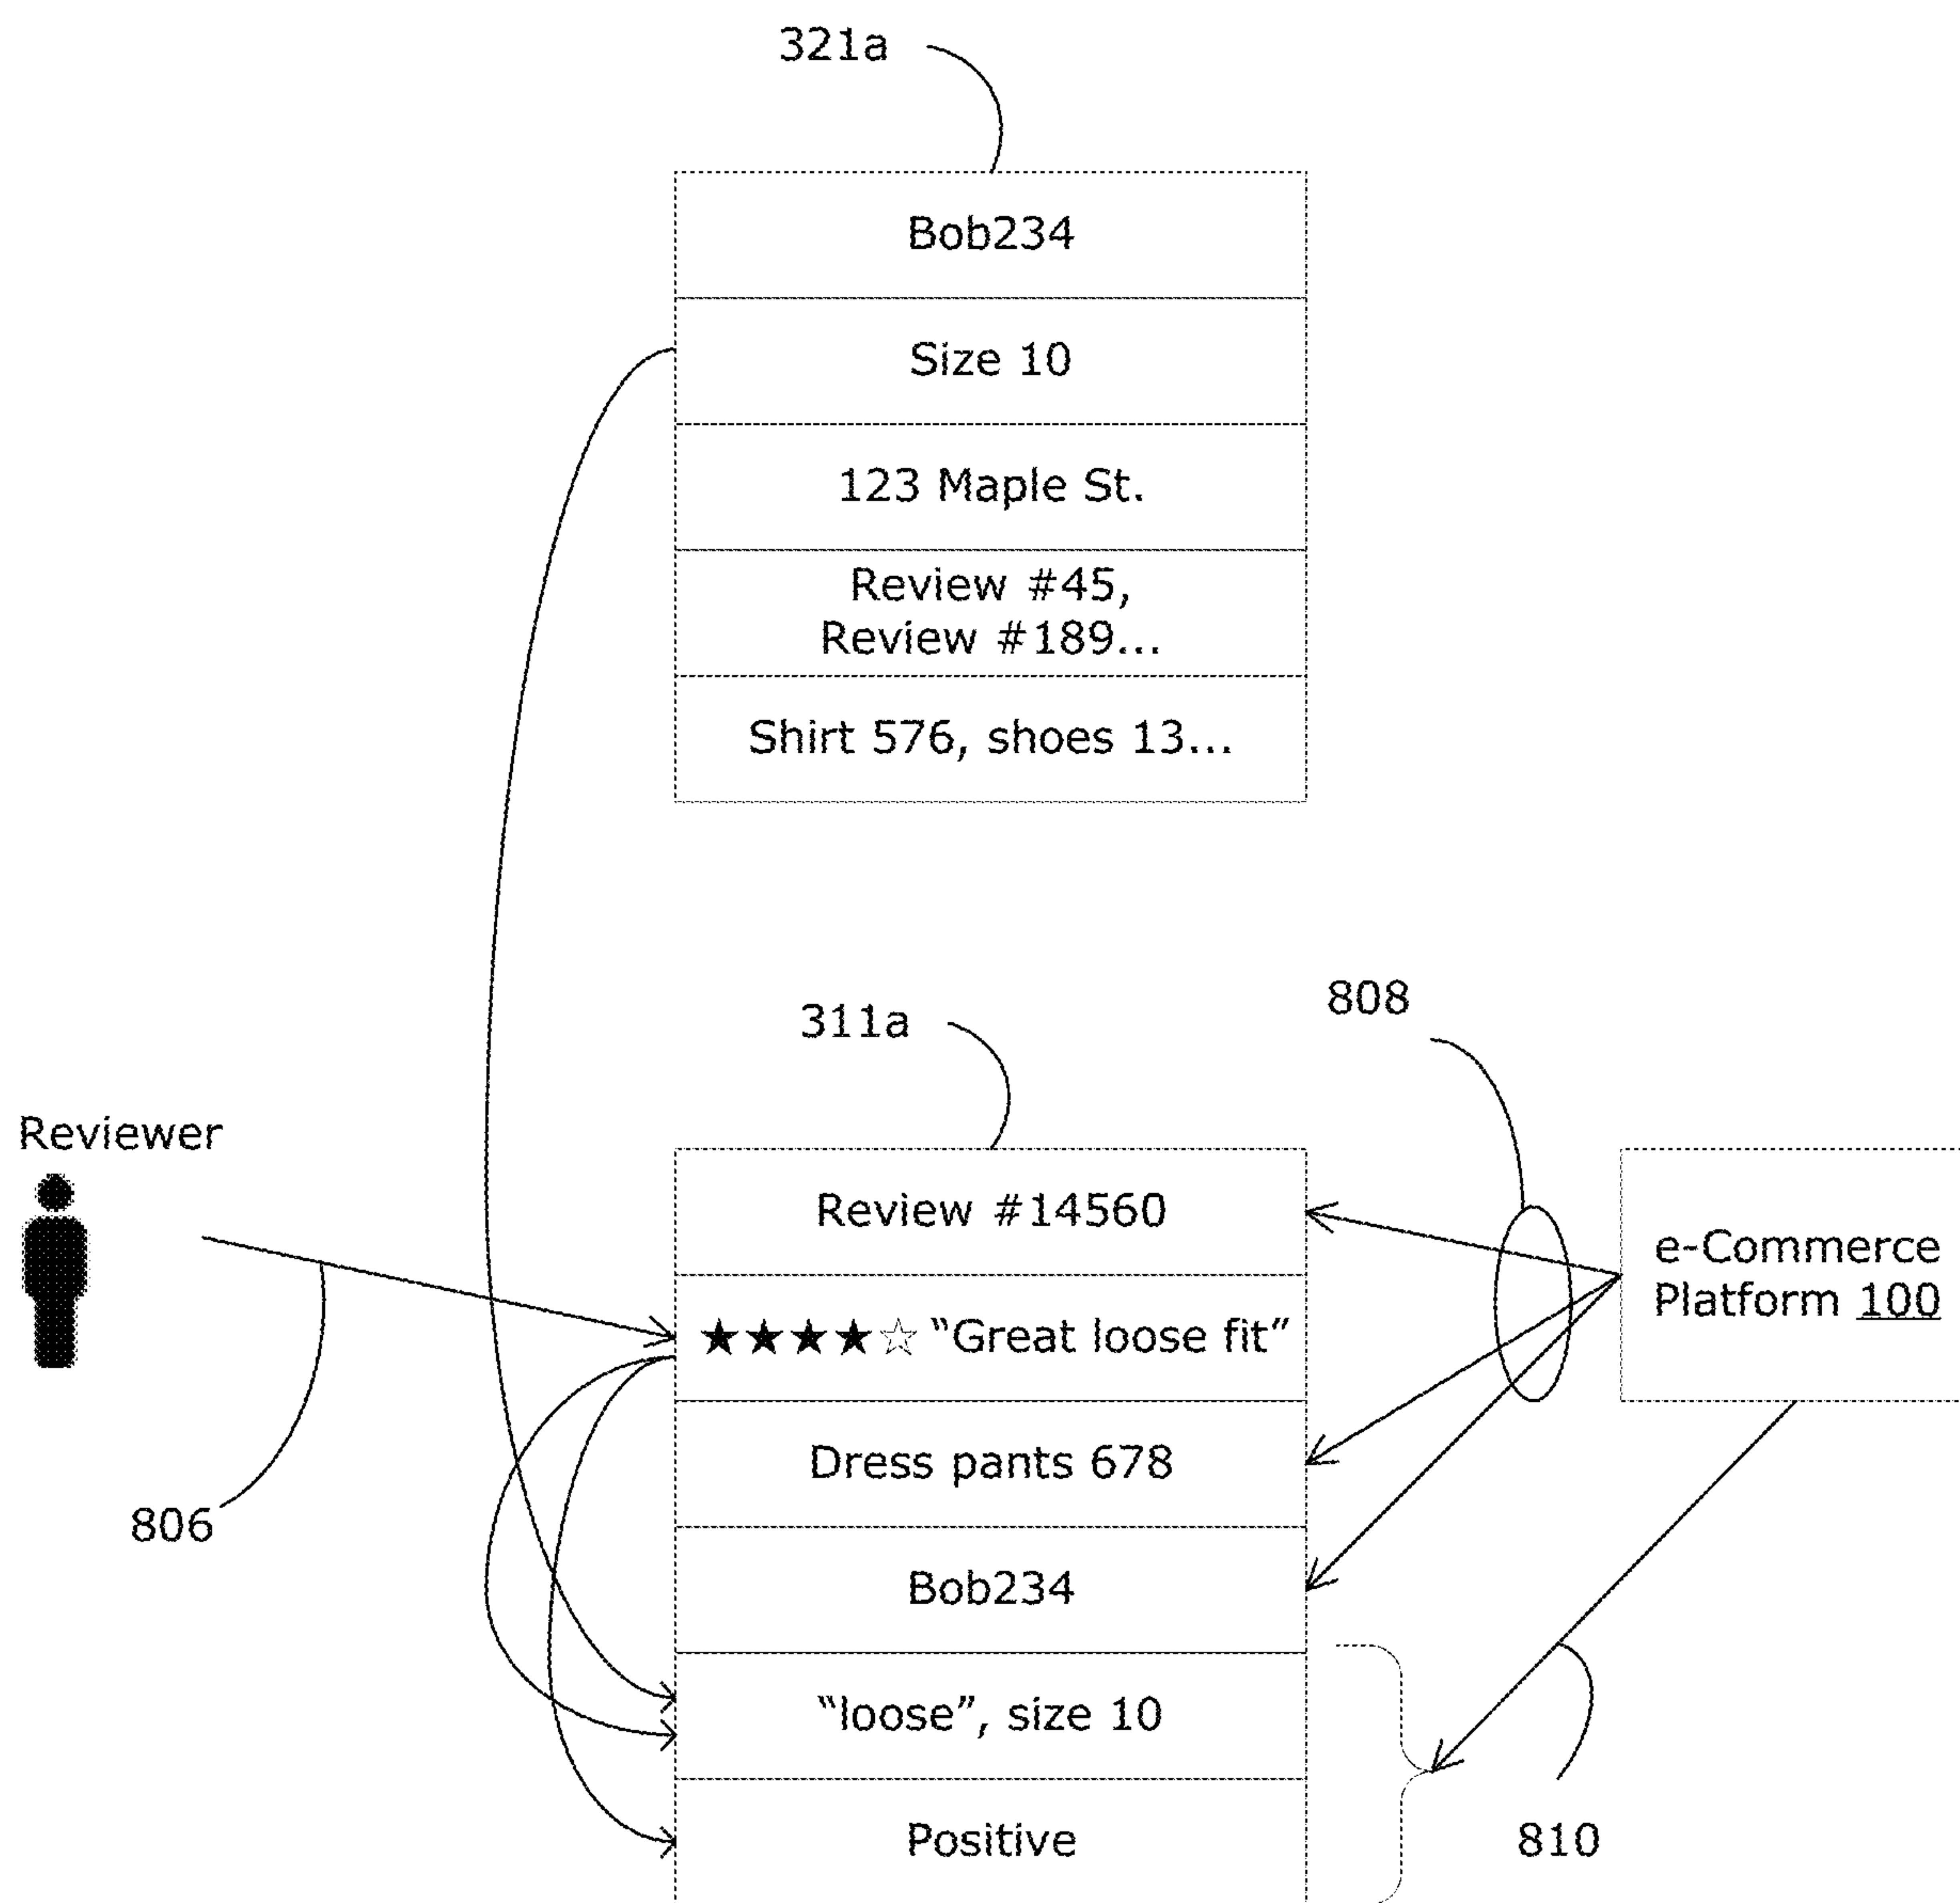 321a
Bob234
Size 10
123 Maple St.
Review #45,
Review #189...
Shirt 576, shoes 13...
311a
808
Reviewer
Review #14560
e-Commerce
Platform 100
★★★★☆ “Great loose fit”
Dress pants 678
806
Bob234
“loose”, size 10
Positive
810